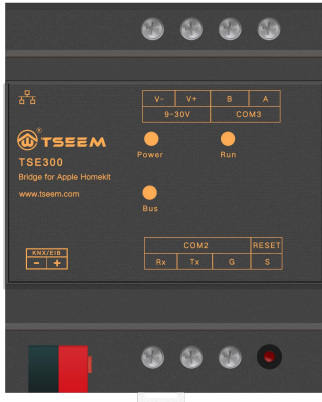 V- V+ B A
9-30V COM3
TSEEM
TSE300
Power Run
Bridge for Apple Homekit
www.tseem.com
Bus
COM2 RESET
KNX/EIB
Rx Tx G S
- +